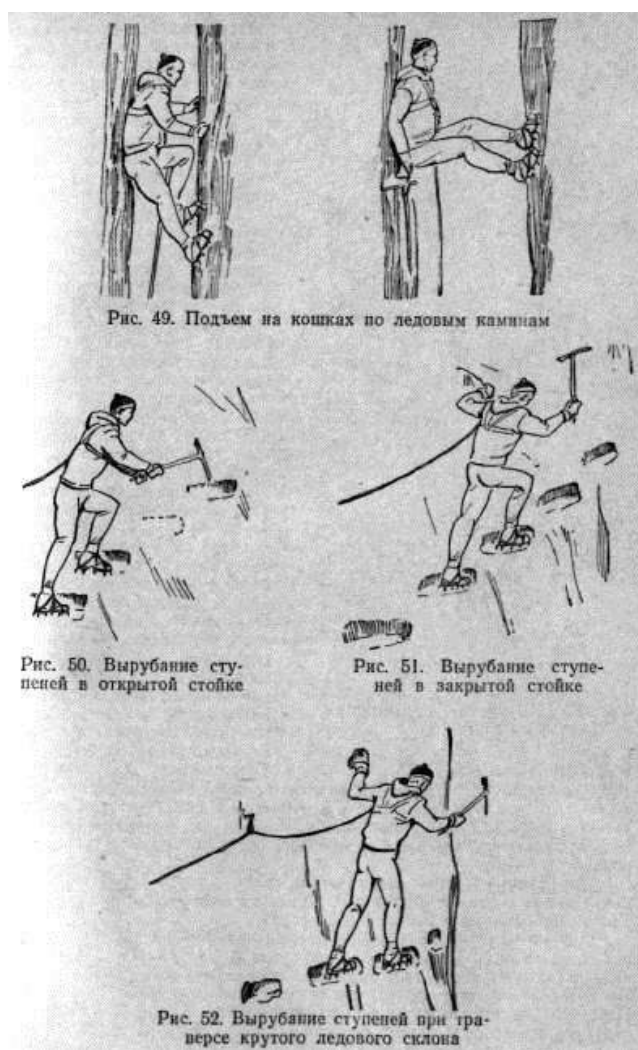 Рис. 49. Подъем на кошках по ледовым каминам
Рис. 50. Вырубание сту-
пеней в открытой стойке
Рис. 51. Вырубание ступе-
ней в закрытой стойке
Рис. 52. Вырубание ступеней при тра-
версе крутого ледового склона